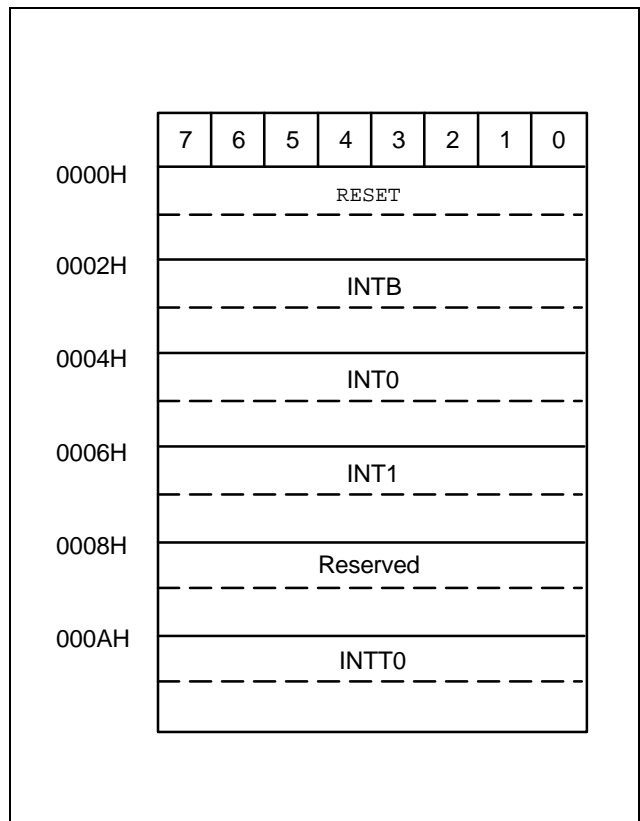 7 6 5 4 3 2 1 0
0000H
RESET
0002H
INTB
0004H
INT0
0006H
INT1
0008H
Reserved
000AH
INTT0